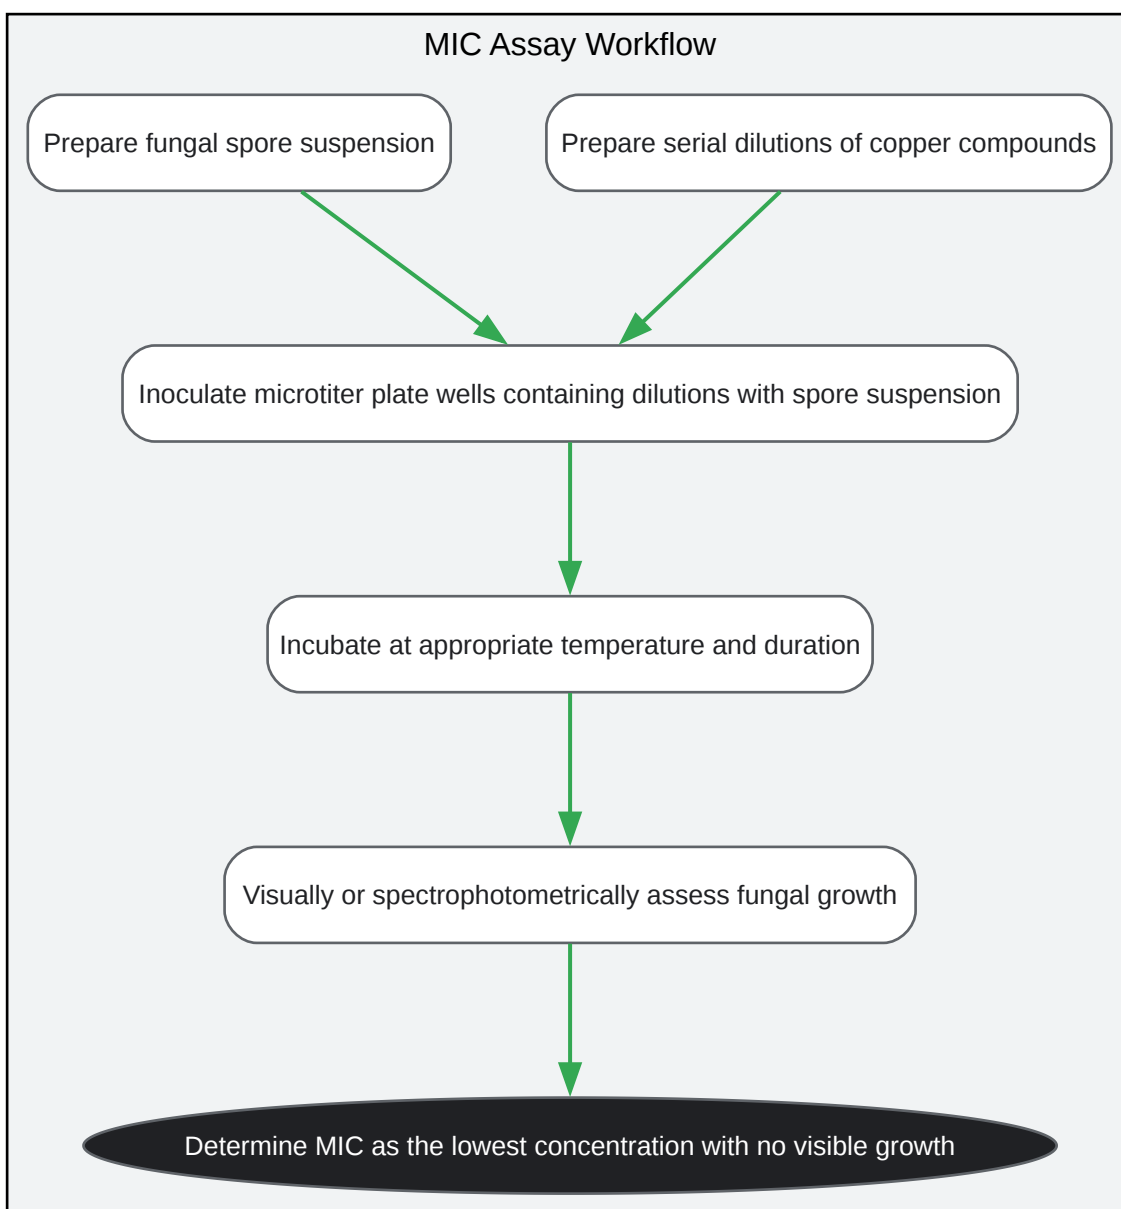 MIC Assay Workflow
Prepare fungal spore suspension
Prepare serial dilutions of copper compounds
Inoculate microtiter plate wells containing dilutions with spore suspension
Incubate at appropriate temperature and duration
Visually or spectrophotometrically assess fungal growth
Determine MIC as the lowest concentration with no visible growth